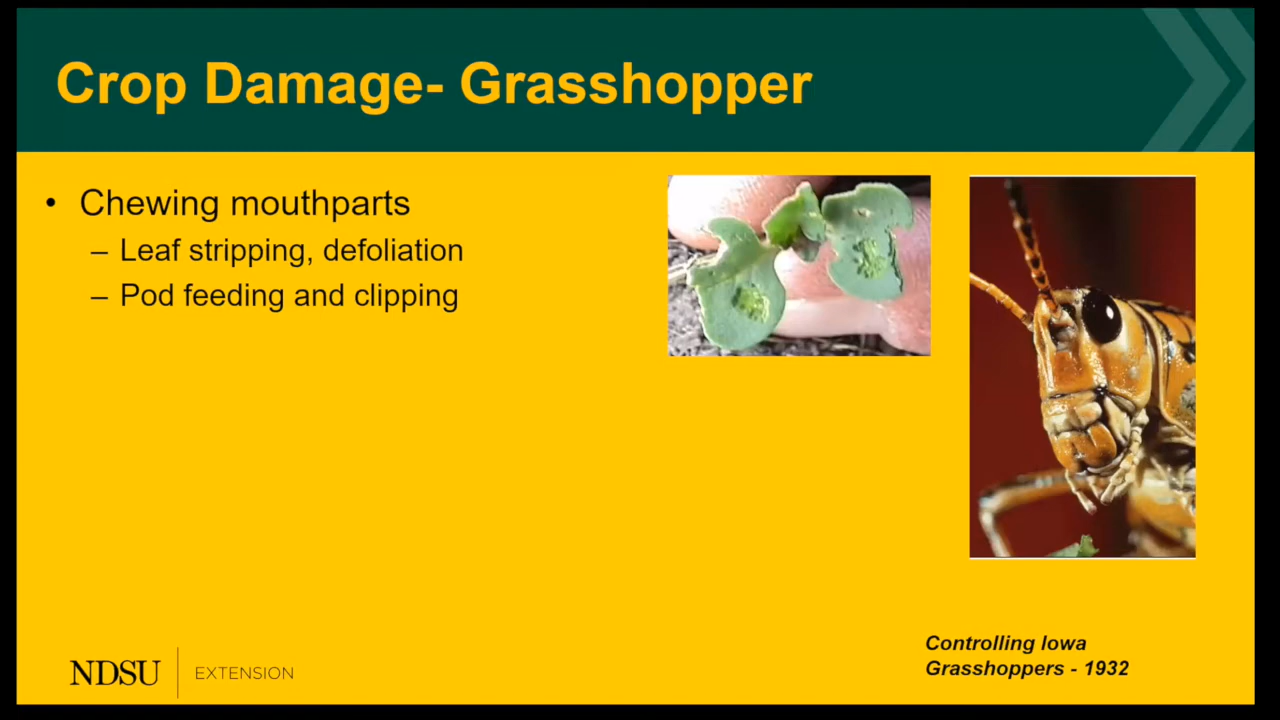 Crop Damage- Grasshopper
• Chewing mouthparts
– Leaf stripping, defoliation
– Pod feeding and clipping
Controlling Iowa
Grasshoppers - 1932
NDSU EXTENSION